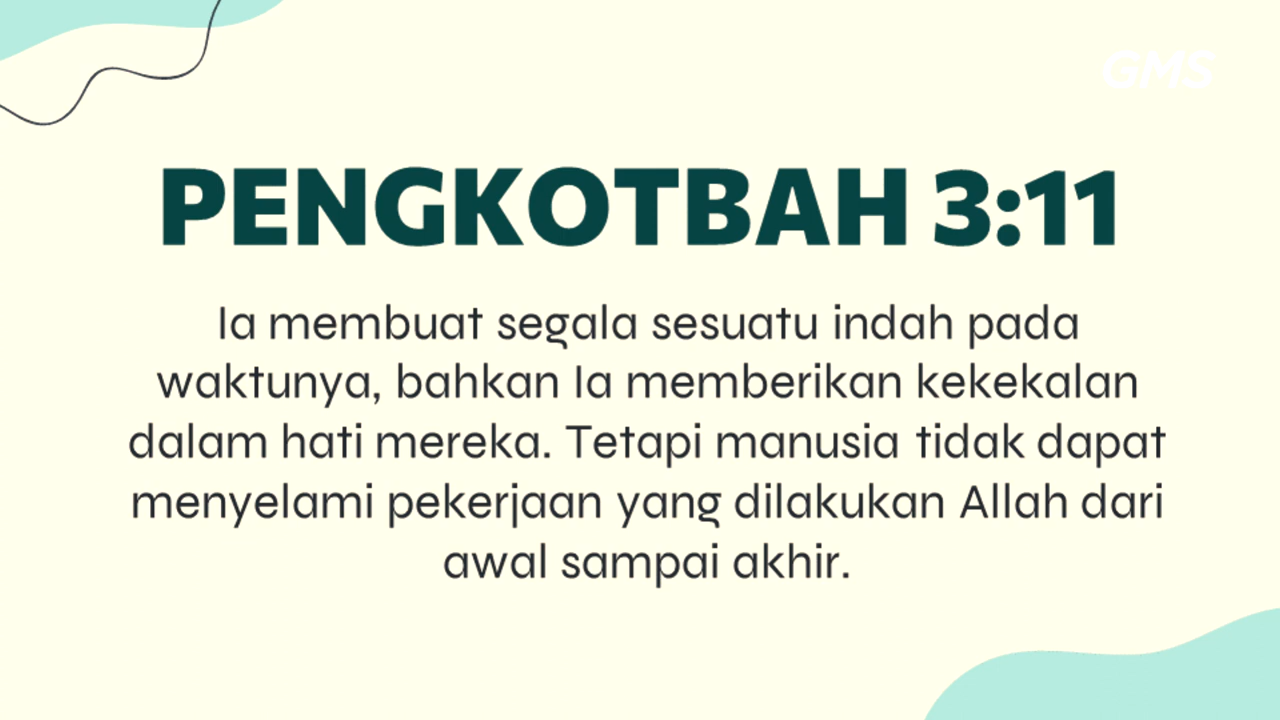 GMS
PENGKOTBAH 3:11
Ia membuat segala sesuatu indah pada
waktunya, bahkan Ia memberikan kekekalan
dalam hati mereka. Tetapi manusia tidak dapat
menyelami pekerjaan yang dilakukan Allah dari
awal sampai akhir.